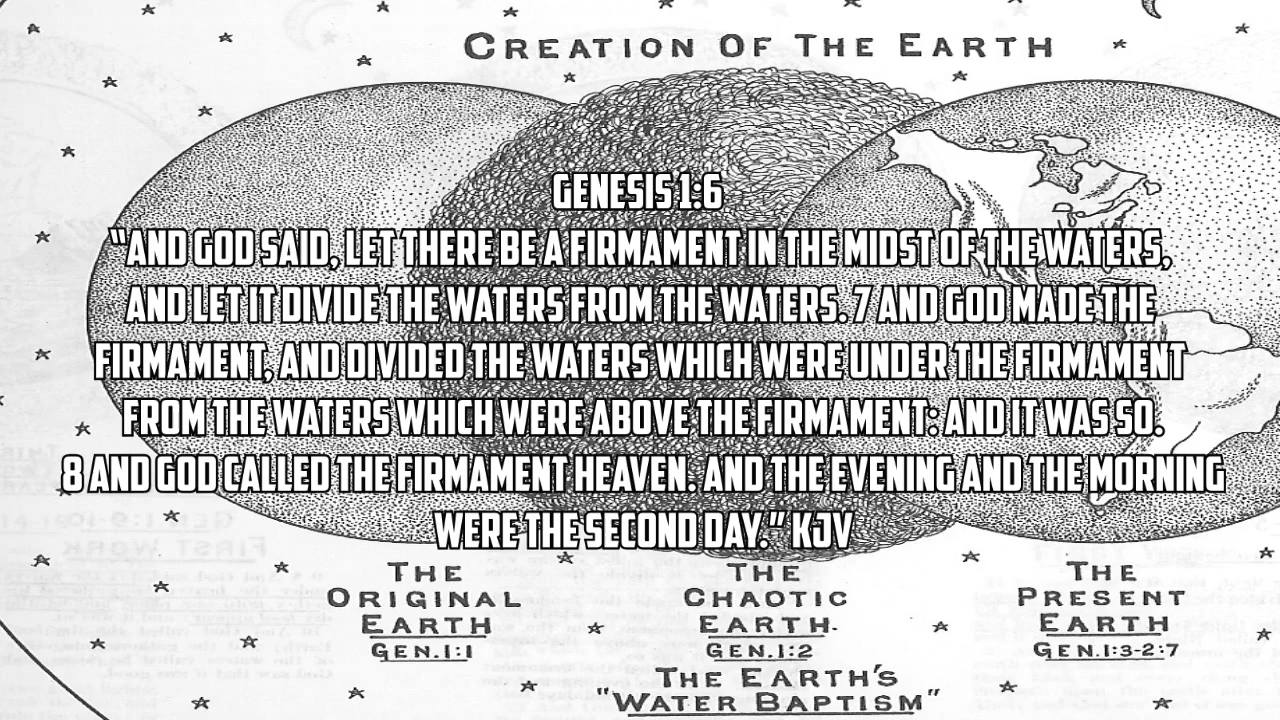 CREATION OF THE EARTH
GENESIS 1:6
“AND GOD SAID, LET THERE BE A FIRMAMENT IN THE MIDST OF THE WATERS,
AND LET IT DIVIDE THE WATERS FROM THE WATERS. 7 AND GOD MADE THE
FIRMAMENT, AND DIVIDED THE WATERS WHICH WERE UNDER THE FIRMAMENT
FROM THE WATERS WHICH WERE ABOVE THE FIRMAMENT: AND IT WAS SO.
8 AND GOD CALLED THE FIRMAMENT HEAVEN. AND THE EVENING AND THE MORNING
WERE THE SECOND DAY.” KJV
THE ORIGINAL EARTH
GEN.1:1
THE CHAOTIC EARTH.
GEN.1:2
THE EARTH'S
"WATER BAPTISM"
THE PRESENT EARTH
GEN.1:3-2:7